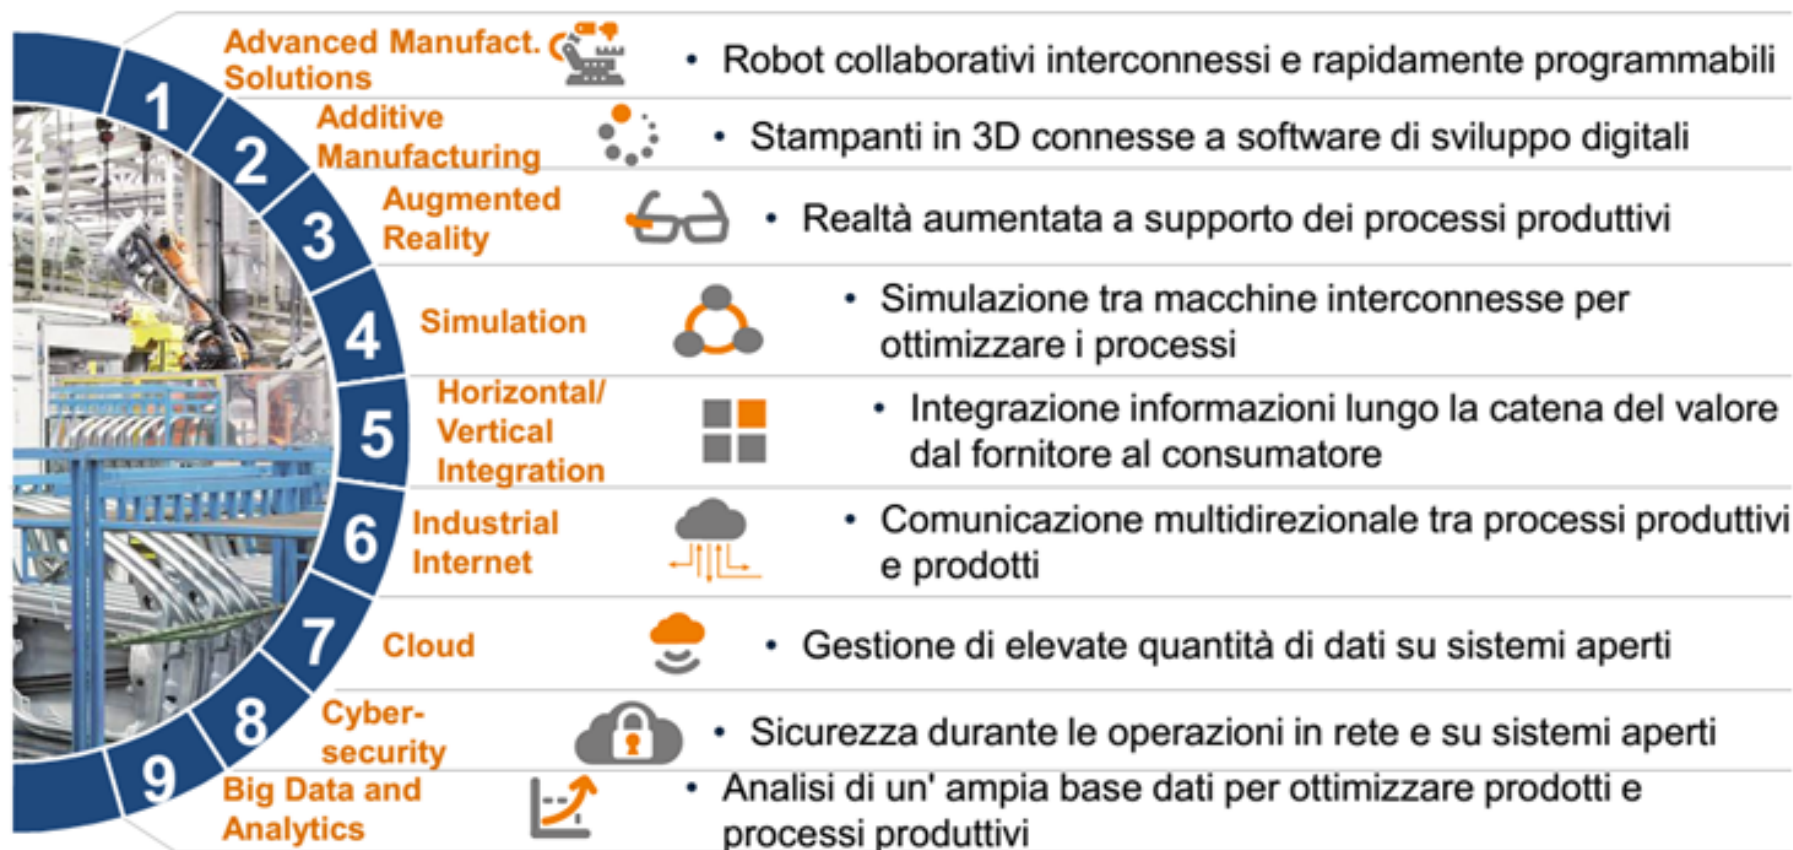 1
Advanced Manufact.
Solutions
• Robot collaborativi interconnessi e rapidamente programmabili
2
Additive
Manufacturing
• Stampanti in 3D connesse a software di sviluppo digitali
3
Augmented
Reality
• Realtà aumentata a supporto dei processi produttivi
4
Simulation
• Simulazione tra macchine interconnesse per
ottimizzare i processi
5
Horizontal/
Vertical
Integration
• Integrazione informazioni lungo la catena del valore
dal fornitore al consumatore
6
Industrial
Internet
• Comunicazione multidirezionale tra processi produttivi
e prodotti
7
Cloud
• Gestione di elevate quantità di dati su sistemi aperti
8
Cyber-
security
• Sicurezza durante le operazioni in rete e su sistemi aperti
9
Big Data and
Analytics
• Analisi di un' ampia base dati per ottimizzare prodotti e
processi produttivi